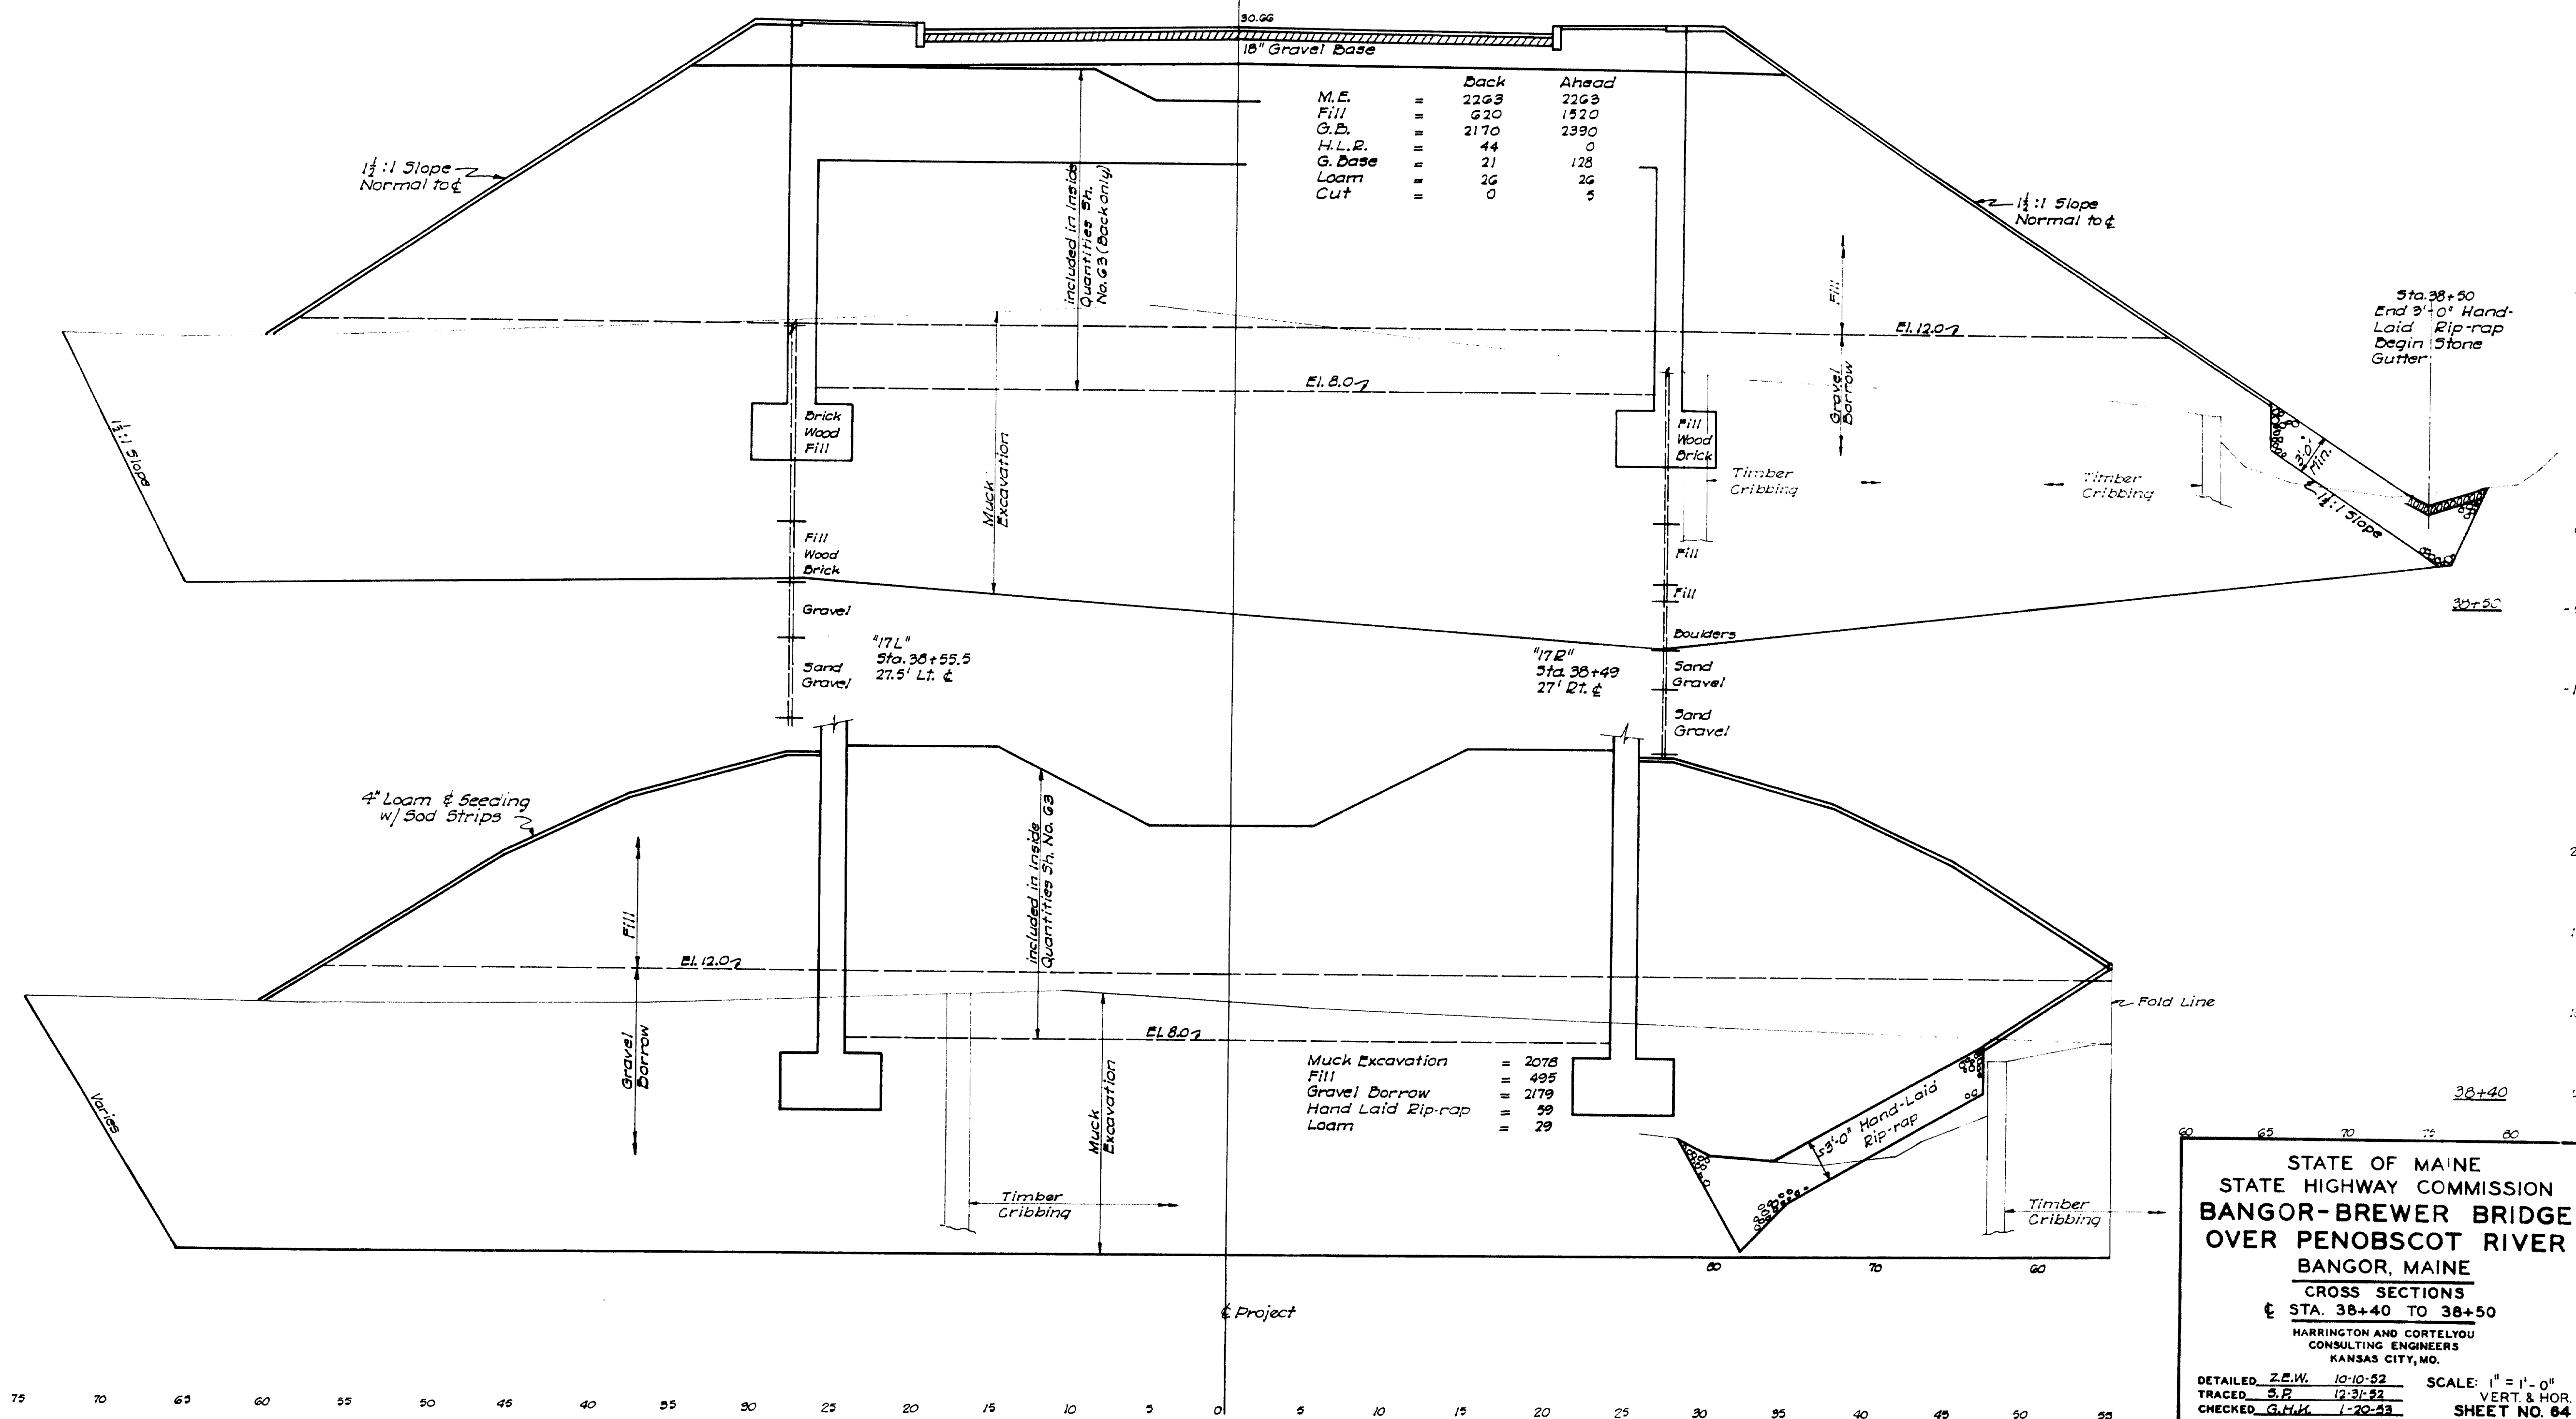 30.66
18" Gravel Base
Back Ahead
M.E. = 2263 2263
Fill = 620 1520
G.B. = 2170 2390
H.L.R. = 44 0
G. Base = 21 128
Loam = 26 26
Cut = 0 5
1½:1 Slope
Normal to ℄
included in Inside
Quantities Sh.
No. 63 (Back only)
1½:1 Slope
Normal to ℄
Fill
Gravel
Borrow
El. 12.0
El. 8.0
Sta. 38+50
End 3'-0" Hand-
Laid Rip-rap
Begin Stone
Gutter
1½:1 Slope
Brick
Wood
Fill
Muck
Excavation
Fill
Wood
Brick
Timber
Cribbing
Timber
Cribbing
3'-0"
Min.
1½:1 Slope
Fill
Wood
Brick
Gravel
Sand
Gravel
"17L"
Sta. 38+55.5
27.5' Lt. ℄
Fill
Fill
Boulders
Sand
Gravel
Sand
Gravel
"17R"
Sta. 38+49
27' Rt. ℄
38+50
4" Loam & Seeding
w/ Sod Strips
included in Inside
Quantities Sh. No. 63
Fill
El. 12.0
Gravel
Borrow
El. 8.0
Fold Line
Varies
Muck
Excavation
Muck Excavation = 2078
Fill = 495
Gravel Borrow = 2179
Hand Laid Rip-rap = 59
Loam = 29
3'-0" Hand-Laid
Rip-rap
Timber
Cribbing
Timber
Cribbing
38+40
60 65 70 75 80
80 70 60
℄ Project
STATE OF MAINE
STATE HIGHWAY COMMISSION
BANGOR-BREWER BRIDGE
OVER PENOBSCOT RIVER
BANGOR, MAINE
CROSS SECTIONS
℄ STA. 38+40 TO 38+50
HARRINGTON AND CORTELYOU
CONSULTING ENGINEERS
KANSAS CITY, MO.
DETAILED Z.E.W. 10-10-52
TRACED S.P. 12-31-52
CHECKED G.H.K. 1-20-53
SCALE: 1" = 1'-0"
VERT. & HOR.
SHEET NO. 64
75 70 65 60 55 50 45 40 35 30 25 20 15 10 5 0 5 10 15 20 25 30 35 40 45 50 55